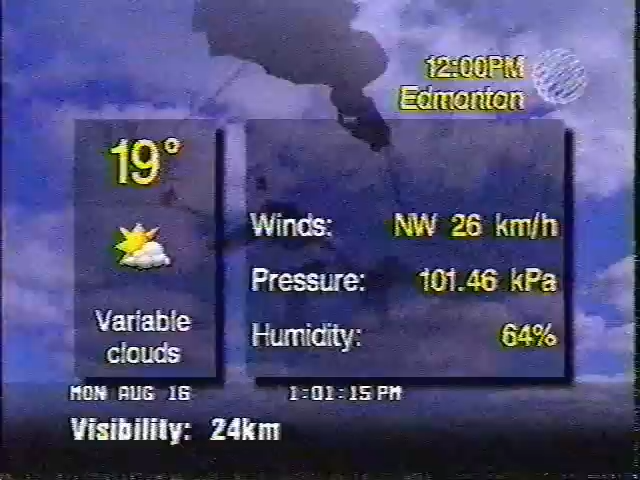 12:00PM
Edmonton
19°
Variable
clouds
Winds: NW 26 km/h
Pressure: 101.46 kPa
Humidity: 64%
MON AUG 16 1:01:15 PM
Visibility: 24km